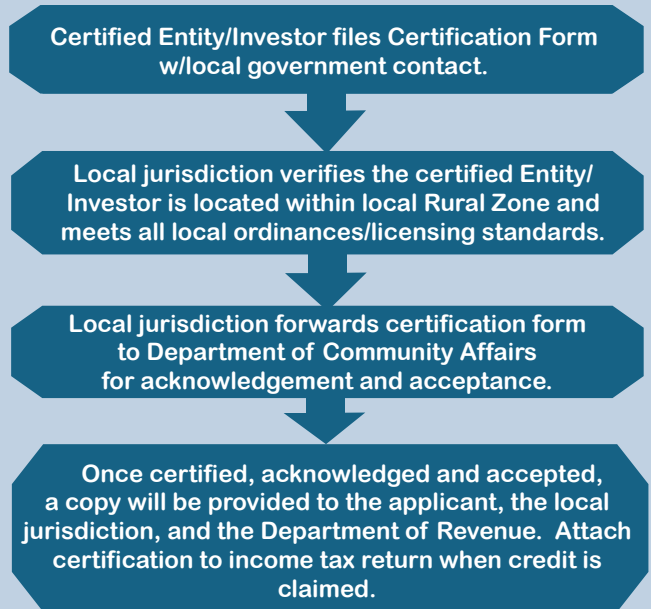 Certified Entity/Investor files Certification Form
w/local government contact.
Local jurisdiction verifies the certified Entity/
Investor is located within local Rural Zone and
meets all local ordinances/licensing standards.
Local jurisdiction forwards certification form
to Department of Community Affairs
for acknowledgement and acceptance.
Once certified, acknowledged and accepted,
a copy will be provided to the applicant, the local
jurisdiction, and the Department of Revenue.  Attach
certification to income tax return when credit is
claimed.